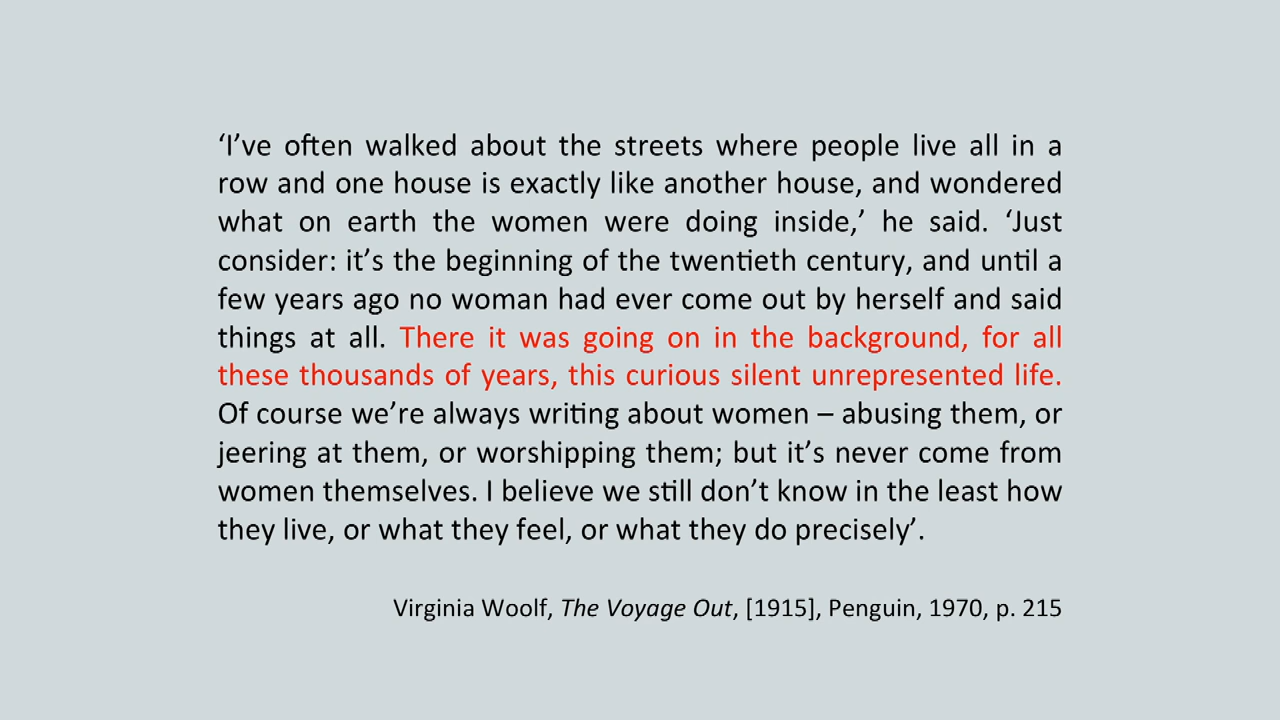 ‘I’ve often walked about the streets where people live all in a
row and one house is exactly like another house, and wondered
what on earth the women were doing inside,’ he said. ‘Just
consider: it’s the beginning of the twentieth century, and until a
few years ago no woman had ever come out by herself and said
things at all. There it was going on in the background, for all
these thousands of years, this curious silent unrepresented life.
Of course we’re always writing about women – abusing them, or
jeering at them, or worshipping them; but it’s never come from
women themselves. I believe we still don’t know in the least how
they live, or what they feel, or what they do precisely’.
Virginia Woolf, The Voyage Out, [1915], Penguin, 1970, p. 215